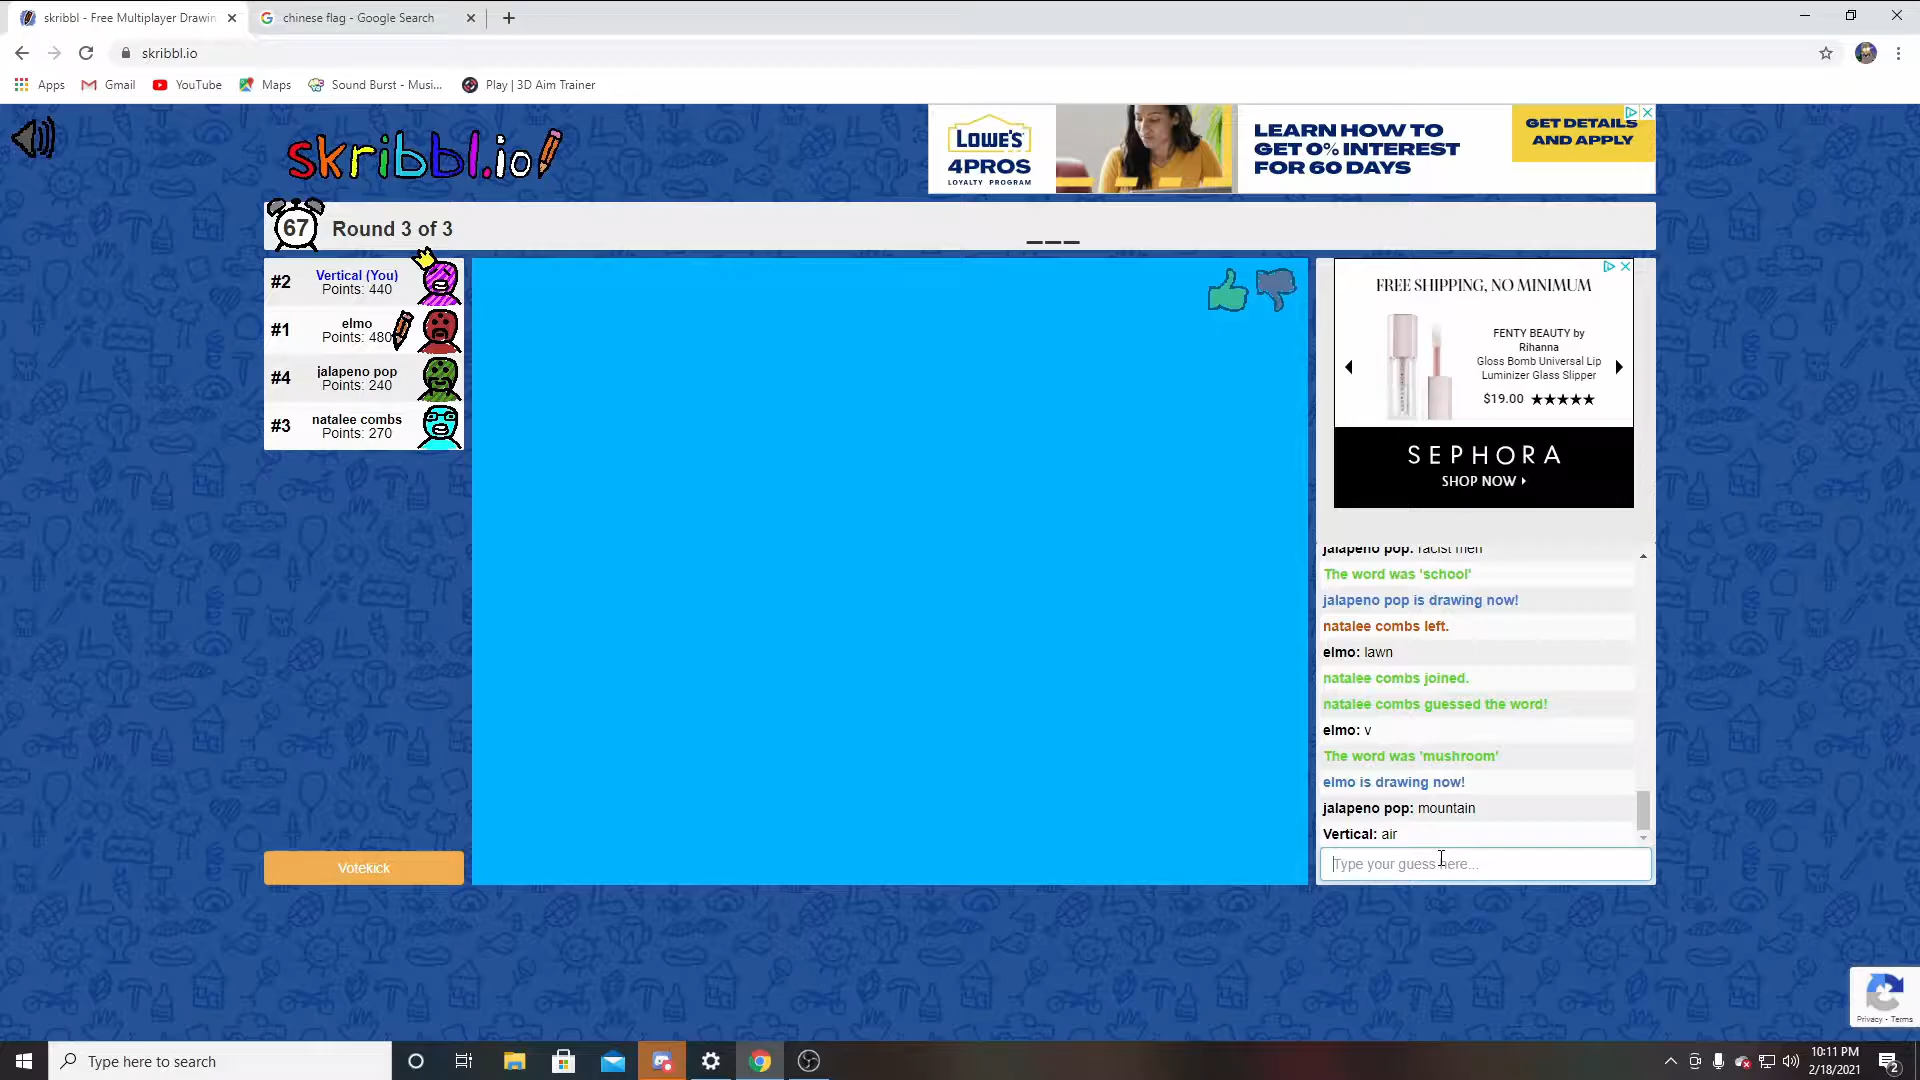 skribbl - Free Multiplayer Drawin
chinese flag - Google Search
skribbl.io
Apps
Gmail
YouTube
Maps
Sound Burst - Musi...
Play | 3D Aim Trainer
skribbl.io
LOWE'S
4PROS
LOYALTY PROGRAM
LEARN HOW TO
GET 0% INTEREST
FOR 60 DAYS
GET DETAILS
AND APPLY
67
Round 3 of 3
_ _ _
#2
Vertical (You)
Points: 440
#1
elmo
Points: 480
#4
jalapeno pop
Points: 240
#3
natalee combs
Points: 270
Votekick
FREE SHIPPING, NO MINIMUM
FENTY BEAUTY by
Rihanna
Gloss Bomb Universal Lip
Luminizer Glass Slipper
$19.00 ★★★★★
SEPHORA
SHOP NOW
jalapeno pop: racist men
The word was 'school'
jalapeno pop is drawing now!
natalee combs left.
elmo: lawn
natalee combs joined.
natalee combs guessed the word!
elmo: v
The word was 'mushroom'
elmo is drawing now!
jalapeno pop: mountain
Vertical: air
Type your guess here...
Privacy - Terms
Type here to search
10:11 PM
2/18/2021
2